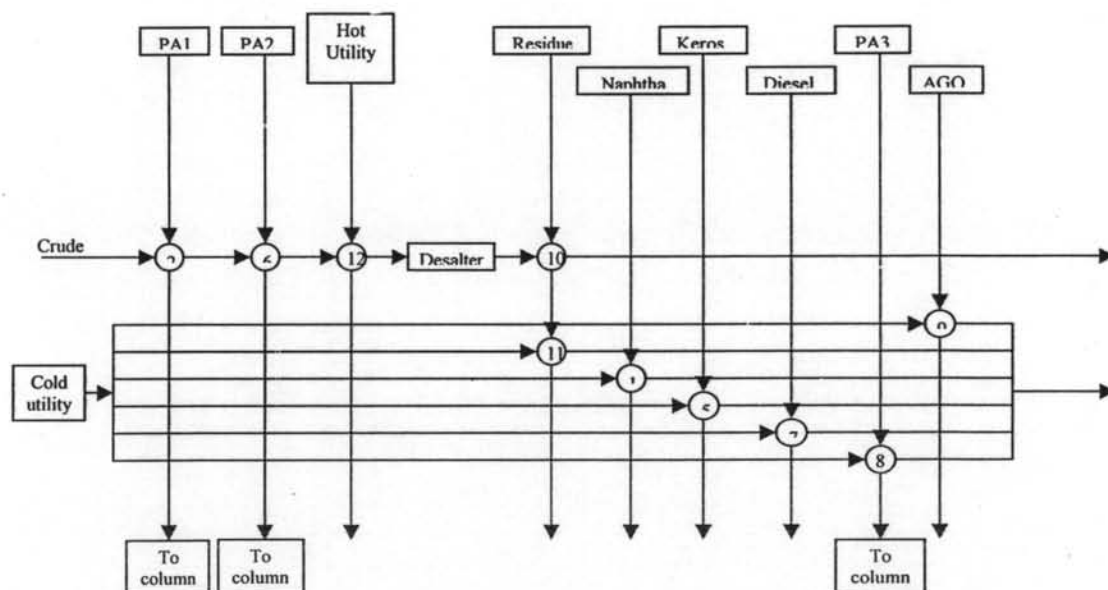 PA1
PA2
Hot
Utility
Residue
Keros
PA3
Naphtha
Diesel
AGO
Crude
12
Desalter
10
11
Cold
utility
8
To
column
To
column
To
column